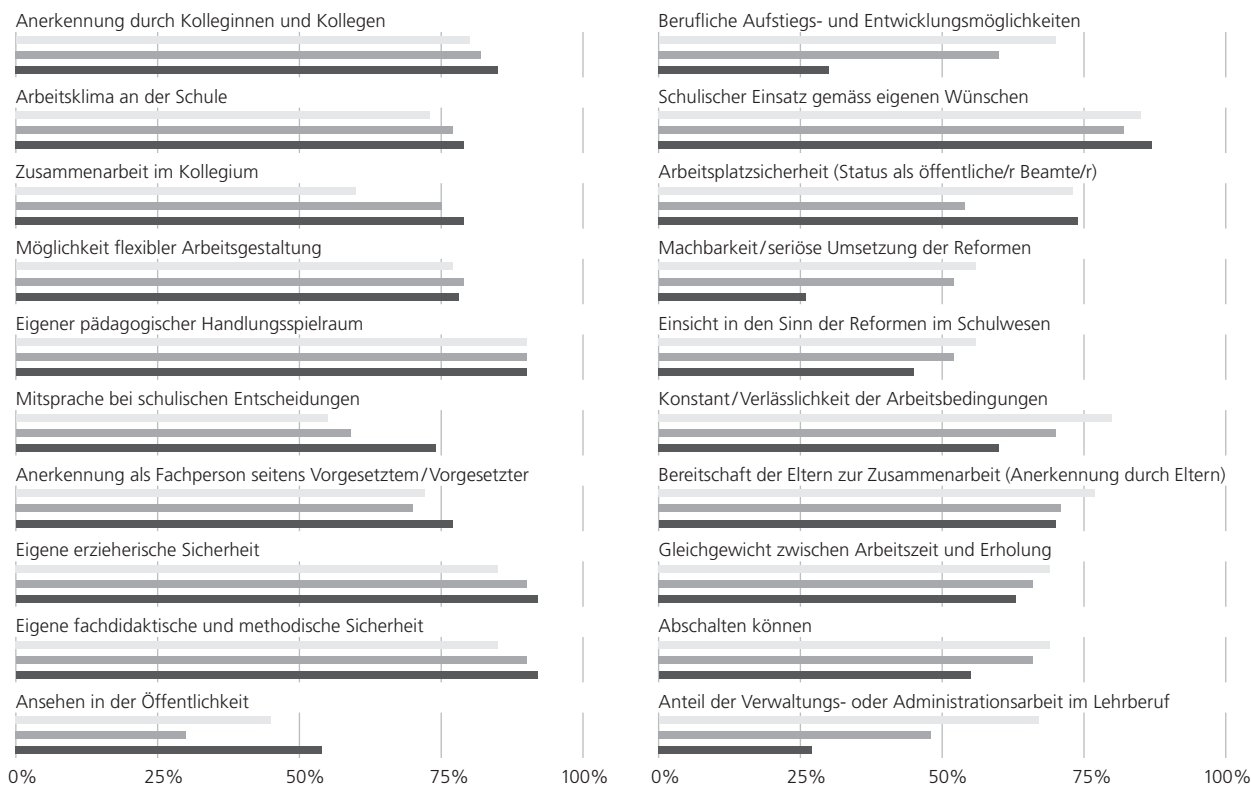 Anerkennung durch Kolleginnen und Kollegen
Arbeitsklima an der Schule
Zusammenarbeit im Kollegium
Möglichkeit flexibler Arbeitsgestaltung
Eigener pädagogischer Handlungsspielraum
Mitsprache bei schulischen Entscheidungen
Anerkennung als Fachperson seitens Vorgesetztem/Vorgesetzter
Eigene erzieherische Sicherheit
Eigene fachdidaktische und methodische Sicherheit
Ansehen in der Öffentlichkeit
0% 25% 50% 75% 100%
Berufliche Aufstiegs- und Entwicklungsmöglichkeiten
Schulischer Einsatz gemäss eigenen Wünschen
Arbeitsplatzsicherheit (Status als öffentliche/r Beamte/r)
Machbarkeit/seriöse Umsetzung der Reformen
Einsicht in den Sinn der Reformen im Schulwesen
Konstant/Verlässlichkeit der Arbeitsbedingungen
Bereitschaft der Eltern zur Zusammenarbeit (Anerkennung durch Eltern)
Gleichgewicht zwischen Arbeitszeit und Erholung
Abschalten können
Anteil der Verwaltungs- oder Administrationsarbeit im Lehrberuf
0% 25% 50% 75% 100%